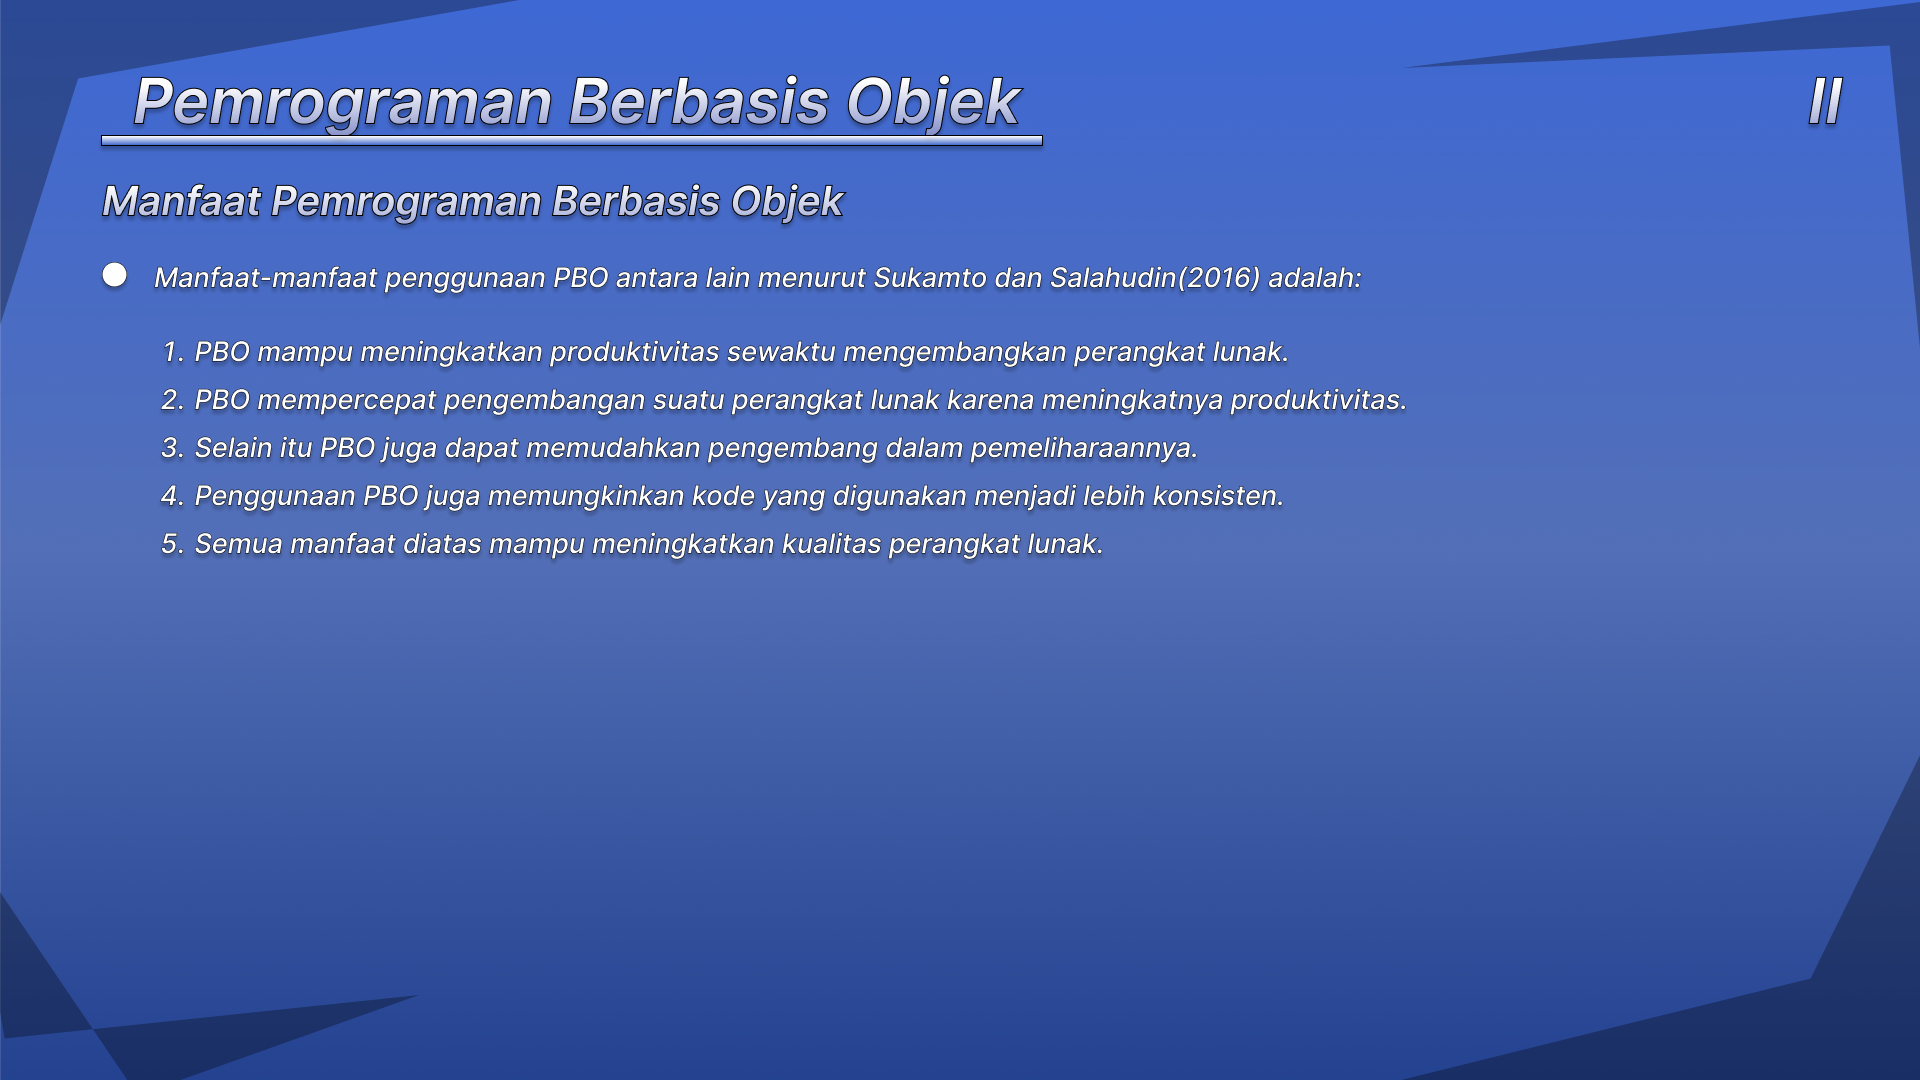 Pemrograman Berbasis Objek
II
Manfaat Pemrograman Berbasis Objek
Manfaat-manfaat penggunaan PBO antara lain menurut Sukamto dan Salahudin(2016) adalah:
1. PBO mampu meningkatkan produktivitas sewaktu mengembangkan perangkat lunak.
2. PBO mempercepat pengembangan suatu perangkat lunak karena meningkatnya produktivitas.
3. Selain itu PBO juga dapat memudahkan pengembang dalam pemeliharaannya.
4. Penggunaan PBO juga memungkinkan kode yang digunakan menjadi lebih konsisten.
5. Semua manfaat diatas mampu meningkatkan kualitas perangkat lunak.